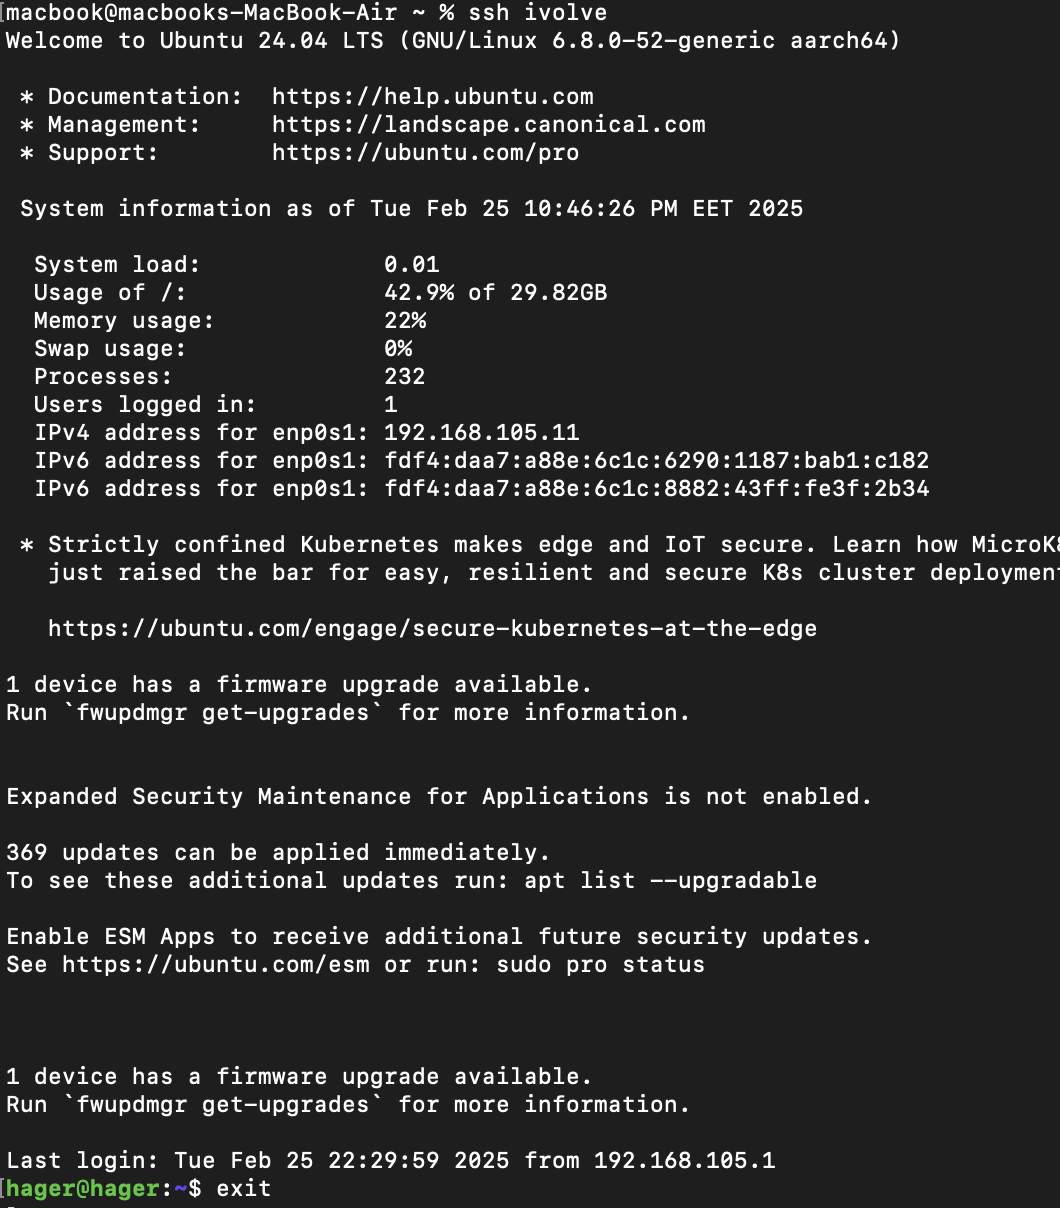 macbook@macbooks-MacBook-Air ~ % ssh ivolve
Welcome to Ubuntu 24.04 LTS (GNU/Linux 6.8.0-52-generic aarch64)
* Documentation: https://help.ubuntu.com
* Management: https://landscape.canonical.com
* Support: https://ubuntu.com/pro
System information as of Tue Feb 25 10:46:26 PM EET 2025
System load: 0.01
Usage of /: 42.9% of 29.82GB
Memory usage: 22%
Swap usage: 0%
Processes: 232
Users logged in: 1
IPv4 address for enp0s1: 192.168.105.11
IPv6 address for enp0s1: fdf4:daa7:a88e:6c1c:6290:1187:bab1:c182
IPv6 address for enp0s1: fdf4:daa7:a88e:6c1c:8882:43ff:fe3f:2b34
* Strictly confined Kubernetes makes edge and IoT secure. Learn how MicroK8
just raised the bar for easy, resilient and secure K8s cluster deployment
https://ubuntu.com/engage/secure-kubernetes-at-the-edge
1 device has a firmware upgrade available.
Run `fwupdmgr get-upgrades` for more information.
Expanded Security Maintenance for Applications is not enabled.
369 updates can be applied immediately.
To see these additional updates run: apt list --upgradable
Enable ESM Apps to receive additional future security updates.
See https://ubuntu.com/esm or run: sudo pro status
1 device has a firmware upgrade available.
Run `fwupdmgr get-upgrades` for more information.
Last login: Tue Feb 25 22:29:59 2025 from 192.168.105.1
hager@hager:~$ exit